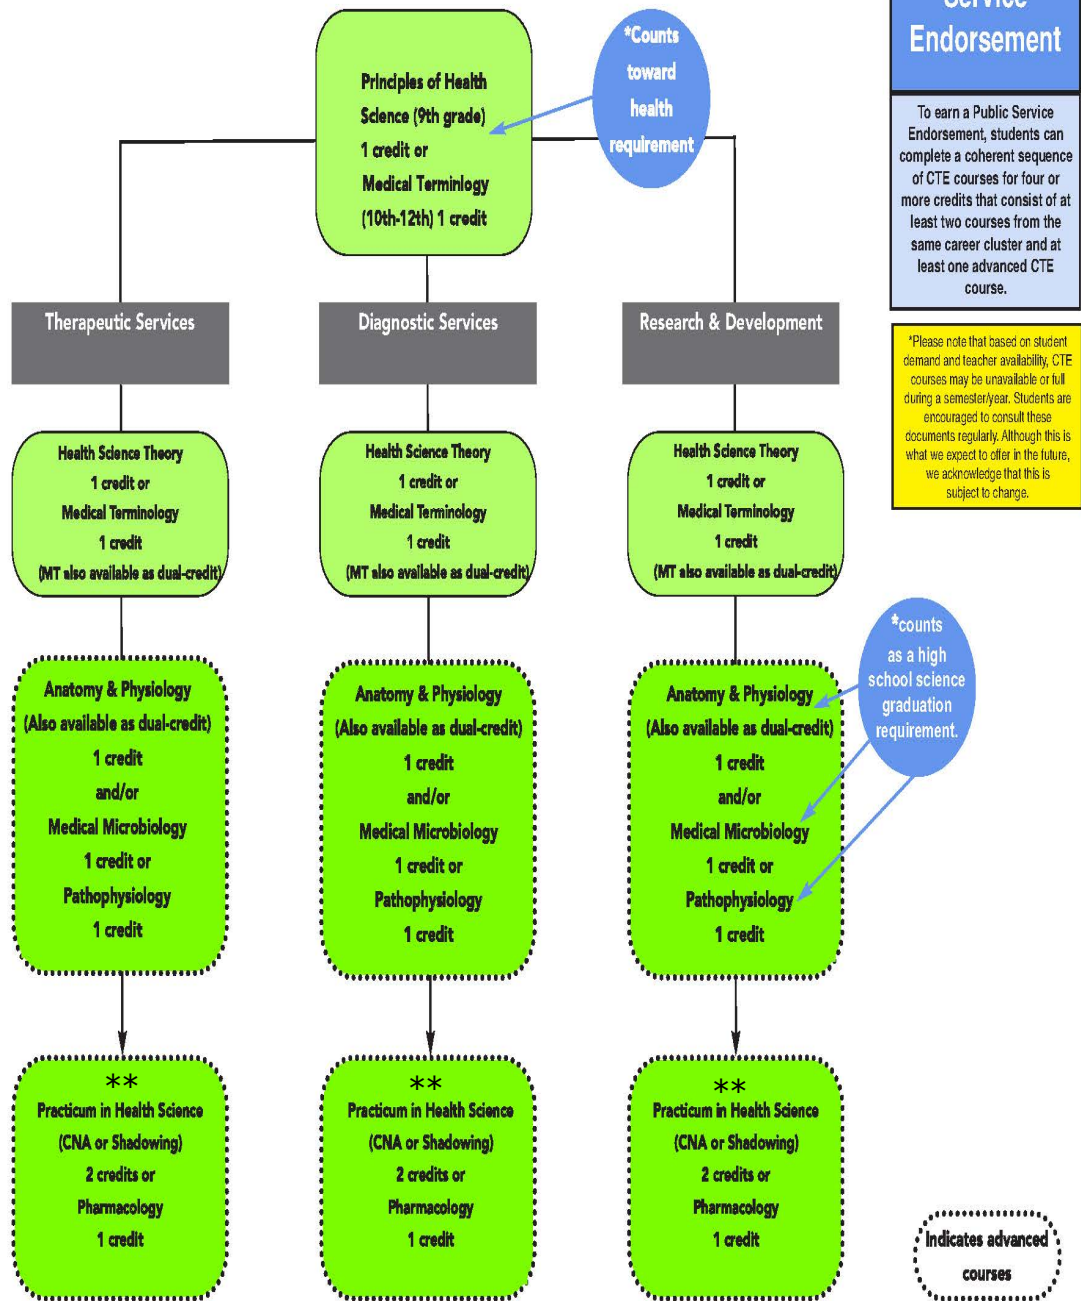 Principles of Health
Science (9th grade)
1 credit or
Medical Terminlogy
(10th-12th) 1 credit
*Counts
toward
health
requirement
Service
Endorsement
To earn a Public Service
Endorsement, students can
complete a coherent sequence
of CTE courses for four or
more credits that consist of at
least two courses from the
same career cluster and at
least one advanced CTE
course.
*Please note that based on student
demand and teacher availability, CTE
courses may be unavailable or full
during a semester/year. Students are
encouraged to consult these
documents regularly. Although this is
what we expect to offer in the future,
we acknowledge that this is
subject to change.
Therapeutic Services
Health Science Theory
1 credit or
Medical Terminology
1 credit
(MT also available as dual-credit)
Anatomy & Physiology
(Also available as dual-credit)
1 credit
and/or
Medical Microbiology
1 credit or
Pathophysiology
1 credit
**
Practicum in Health Science
(CNA or Shadowing)
2 credits or
Pharmacology
1 credit
Diagnostic Services
Health Science Theory
1 credit or
Medical Terminology
1 credit
(MT also available as dual-credit)
Anatomy & Physiology
(Also available as dual-credit)
1 credit
and/or
Medical Microbiology
1 credit or
Pathophysiology
1 credit
**
Practicum in Health Science
(CNA or Shadowing)
2 credits or
Pharmacology
1 credit
Research & Development
Health Science Theory
1 credit or
Medical Terminology
1 credit
(MT also available as dual-credit)
Anatomy & Physiology
(Also available as dual-credit)
1 credit
and/or
Medical Microbiology
1 credit or
Pathophysiology
1 credit
**
Practicum in Health Science
(CNA or Shadowing)
2 credits or
Pharmacology
1 credit
*counts
as a high
school science
graduation
requirement.
Indicates advanced
courses